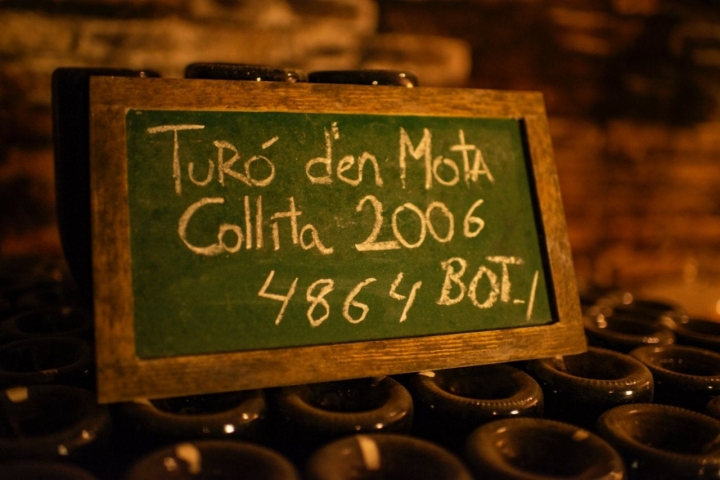 Turó d'en Mota
Collita 2006
4864 BOT.